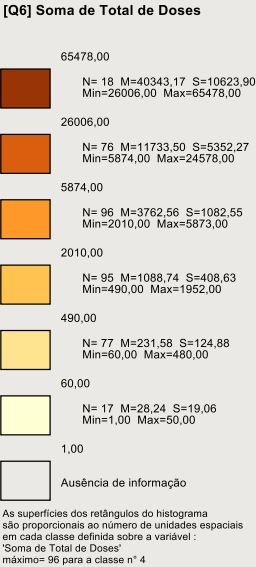 [Q6] Soma de Total de Doses
65478,00
N= 18 M=40343,17 S=10623,90
Min=26006,00 Max=65478,00
26006,00
N= 76 M=11733,50 S=5352,27
Min=5874,00 Max=24578,00
5874,00
N= 96 M=3762,56 S=1082,55
Min=2010,00 Max=5873,00
2010,00
N= 95 M=1088,74 S=408,63
Min=490,00 Max=1952,00
490,00
N= 77 M=231,58 S=124,88
Min=60,00 Max=480,00
60,00
N= 17 M=28,24 S=19,06
Min=1,00 Max=50,00
1,00
Ausência de informação
As superfícies dos retângulos do histograma
são proporcionais ao número de unidades espaciais
em cada classe definida sobre a variável :
'Soma de Total de Doses'
máximo= 96 para a classe n° 4